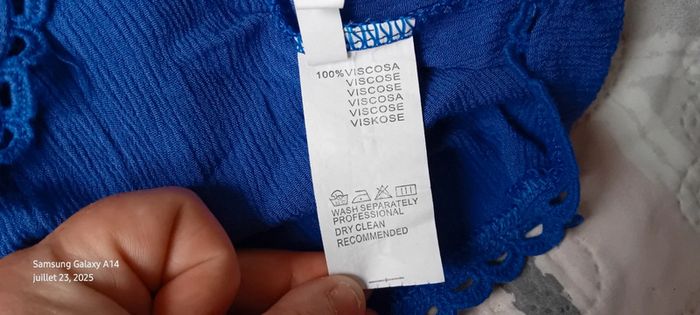 100% VISCOSA
VISCOSE
VISCOSE
VISCOSA
VISCOSE
VISKOSE
WASH SEPARATELY
PROFESSIONAL
DRY CLEAN
RECOMMENDED
Samsung Galaxy A14
juillet 23, 2025